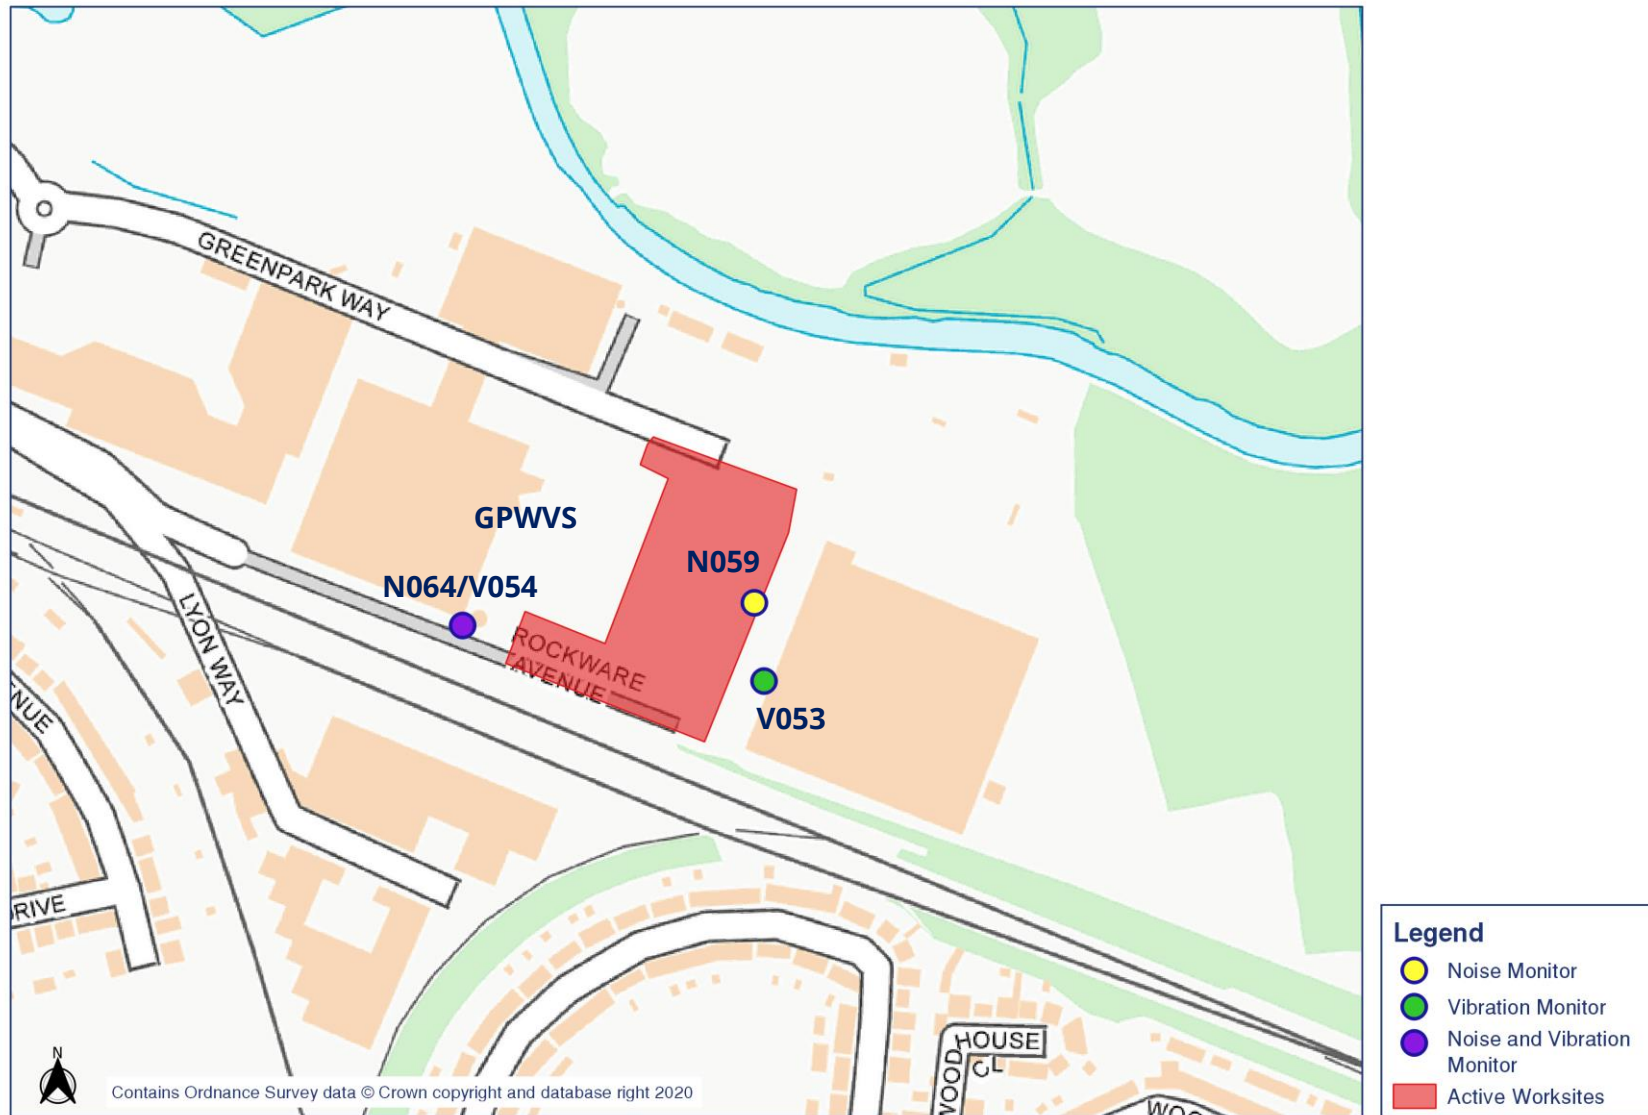 GREENPARK WAY
GPWVS
N059
N064/V054
ROCKWARE
AVENUE
LYON WAY
V053
NUE
RIVE
HOUSE
CL
WOOD
WOO
N
Contains Ordnance Survey data © Crown copyright and database right 2020
Legend
Noise Monitor
Vibration Monitor
Noise and Vibration
Monitor
Active Worksites